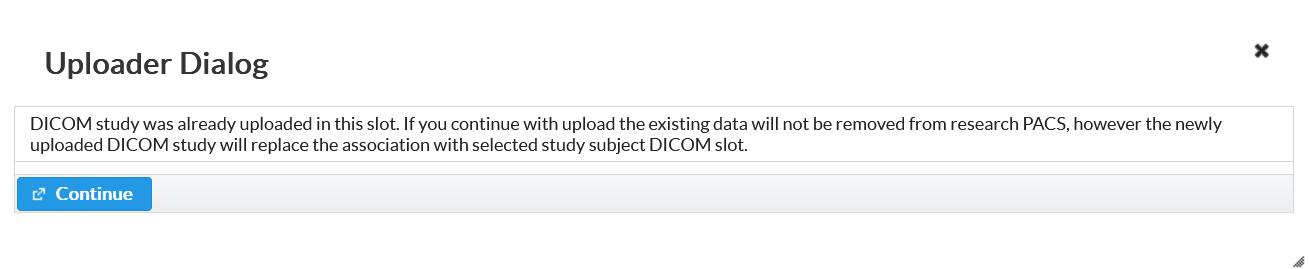 Uploader Dialog
DICOM study was already uploaded in this slot. If you continue with upload the existing data will not be removed from research PACS, however the newly
uploaded DICOM study will replace the association with selected study subject DICOM slot.
Continue